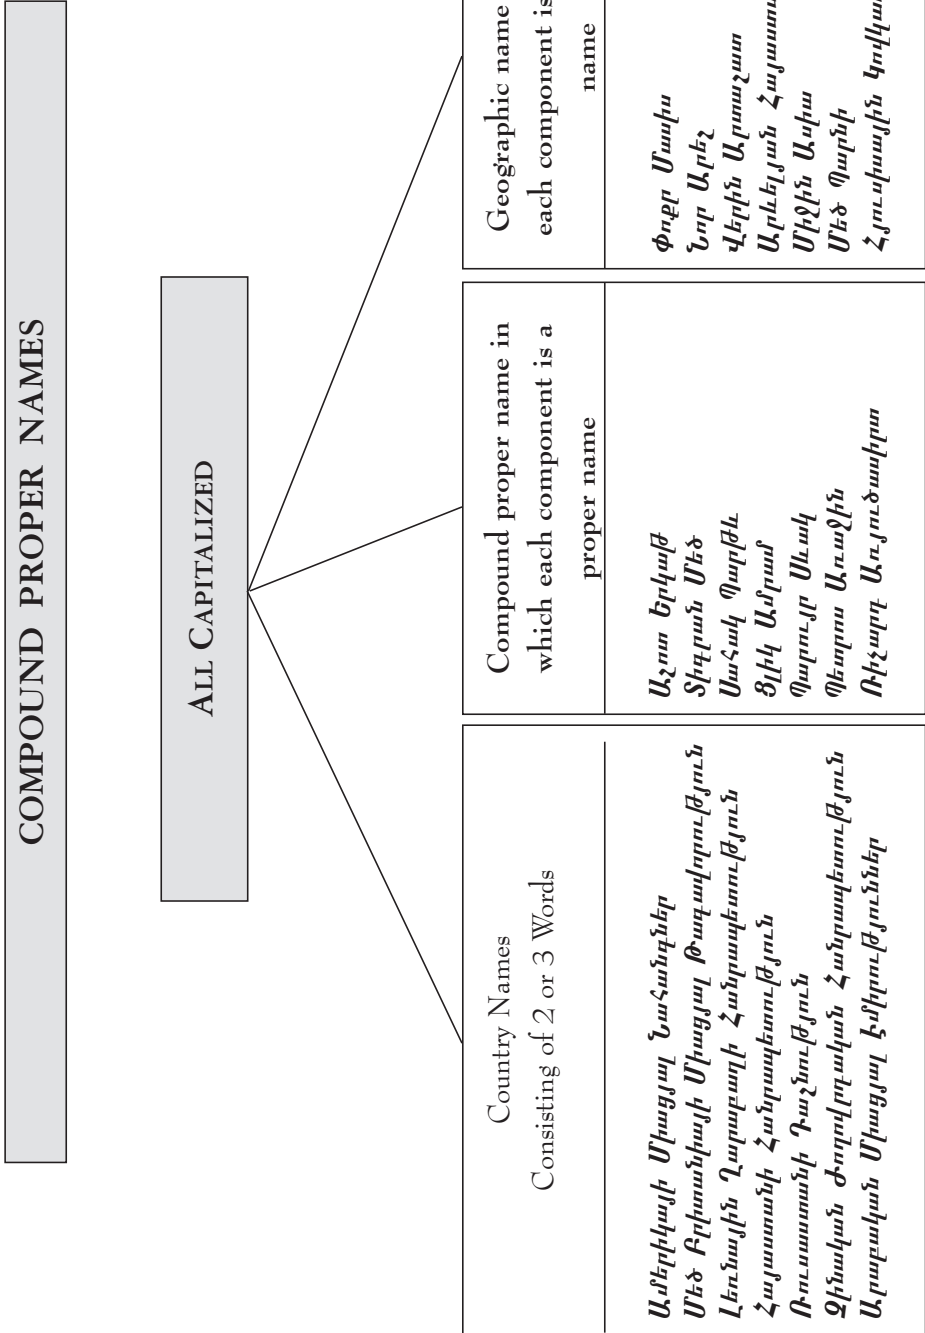 COMPOUND PROPER NAMES
ALL CAPITALIZED
Country Names
Consisting of 2 or 3 Words
Ամերիկայի Միացյալ Նահանգներ
Մեծ Բրիտանիայի Միացյալ Թագավորություն
Լեռնային Ղարաբաղի Հանրապետություն
Հայաստանի Հանրապետություն
Ռուսաստանի Դաշնություն
Չինական Ժողովրդական Հանրապետություն
Արաբական Միացյալ Էմիրություններ
Compound proper name in
which each component is a
proper name
Աշոտ Երկաթ
Տիգրան Մեծ
Սահակ Պարթև
Ցլիկ Ամրամ
Պարույր Սևակ
Պետրոս Առաջին
Ռիչարդ Առյուծասիրտ
Geographic name
each component is
name
Փոքր Մասիս
Նոր Արեշ
Վերին Արտաշատ
Արևելյան
Միջին Ասիա
Մեծ Պարնի
Հյուսիսային